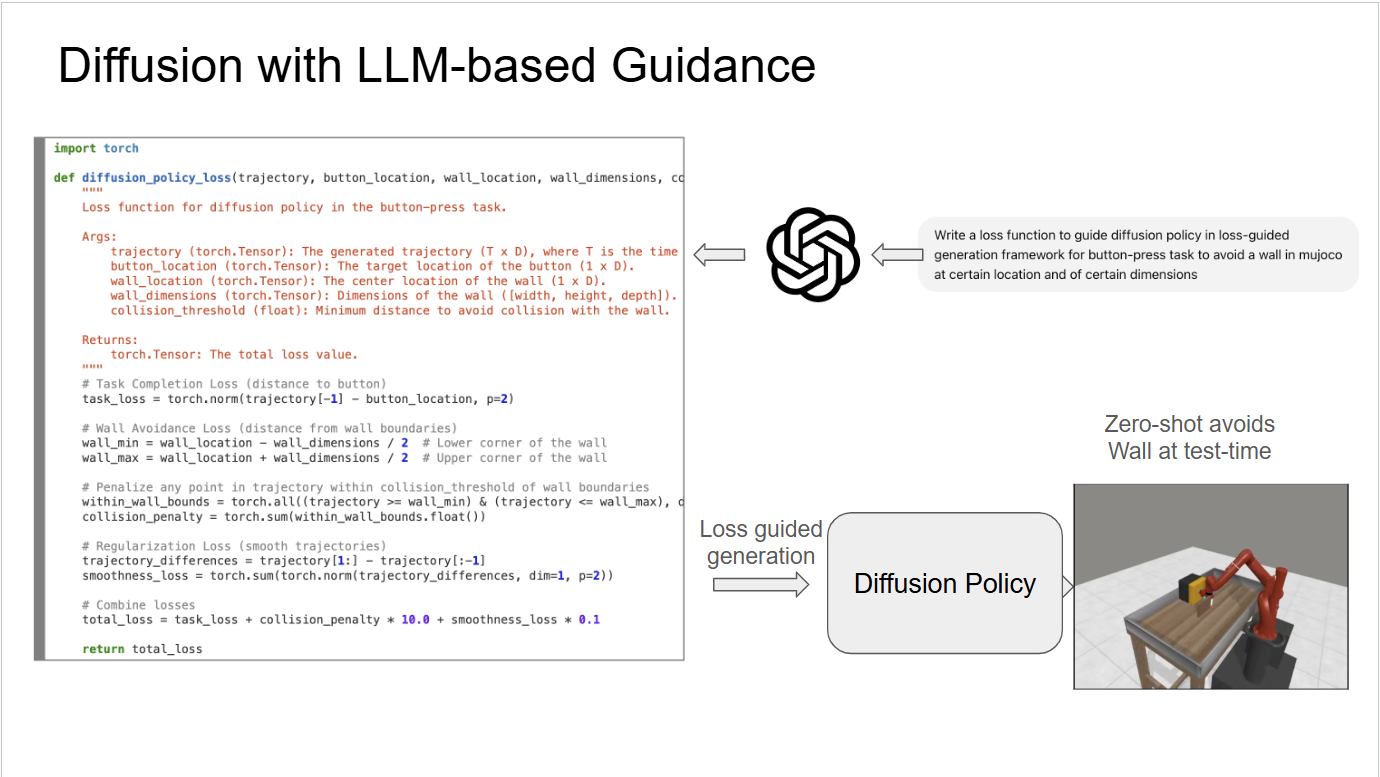 Diffusion with LLM-based Guidance
import torch
def diffusion_policy_loss(trajectory, button_location, wall_location, wall_dimensions, co
"""
Loss function for diffusion policy in the button-press task.
Args:
trajectory (torch.Tensor): The generated trajectory (T x D), where T is the time
button_location (torch.Tensor): The target location of the button (1 x D).
wall_location (torch.Tensor): The center location of the wall (1 x D).
wall_dimensions (torch.Tensor): Dimensions of the wall ([width, height, depth]).
collision_threshold (float): Minimum distance to avoid collision with the wall.
Returns:
torch.Tensor: The total loss value.
"""
# Task Completion Loss (distance to button)
task_loss = torch.norm(trajectory[-1] - button_location, p=2)
# Wall Avoidance Loss (distance from wall boundaries)
wall_min = wall_location - wall_dimensions / 2  # Lower corner of the wall
wall_max = wall_location + wall_dimensions / 2  # Upper corner of the wall
# Penalize any point in trajectory within collision_threshold of wall boundaries
within_wall_bounds = torch.all((trajectory >= wall_min) & (trajectory <= wall_max), d
collision_penalty = torch.sum(within_wall_bounds.float())
# Regularization Loss (smooth trajectories)
trajectory_differences = trajectory[1:] - trajectory[:-1]
smoothness_loss = torch.sum(torch.norm(trajectory_differences, dim=1, p=2))
# Combine losses
total_loss = task_loss + collision_penalty * 10.0 + smoothness_loss * 0.1
return total_loss
Write a loss function to guide diffusion policy in loss-guided
generation framework for button-press task to avoid a wall in mujoco
at certain location and of certain dimensions
Loss guided
generation
Diffusion Policy
Zero-shot avoids
Wall at test-time